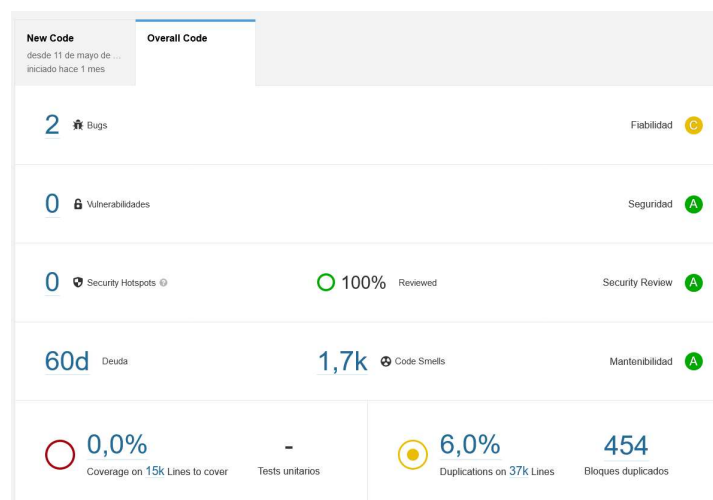 New Code
Overall Code
desde 11 de mayo de ...
iniciado hace 1 mes
2 Bugs
Fiabilidad C
0 Vulnerabilidades
Seguridad A
0 Security Hotspots ?
100% Reviewed
Security Review A
60d Deuda
1,7k Code Smells
Mantenibilidad A
0,0%
Coverage on 15k Lines to cover
-
Tests unitarios
6,0%
Duplications on 37k Lines
454
Bloques duplicados